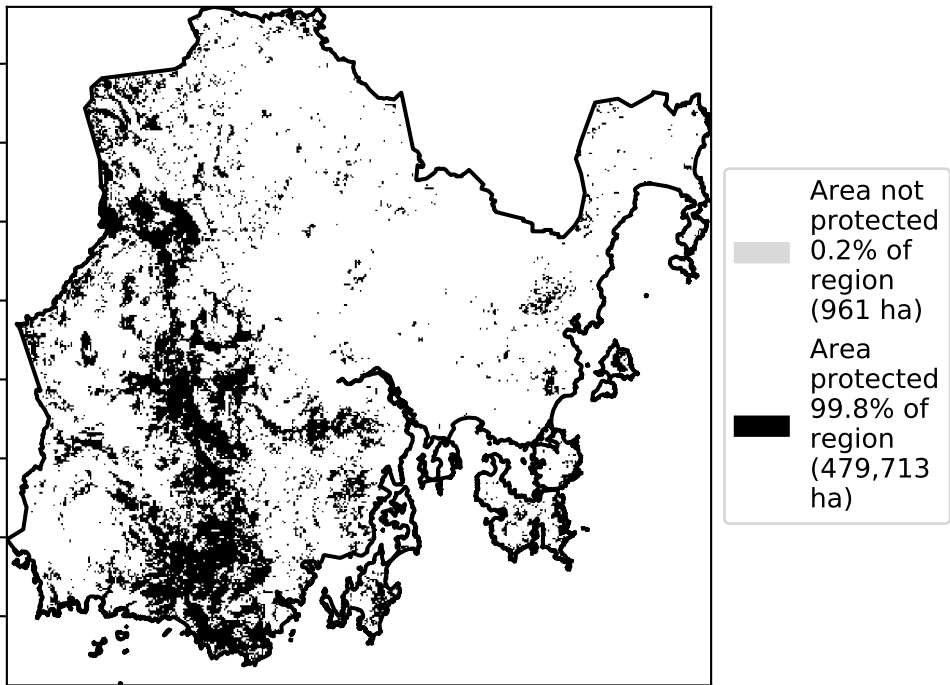 Area not
protected
0.2% of
region
(961 ha)
Area
protected
99.8% of
region
(479,713
ha)